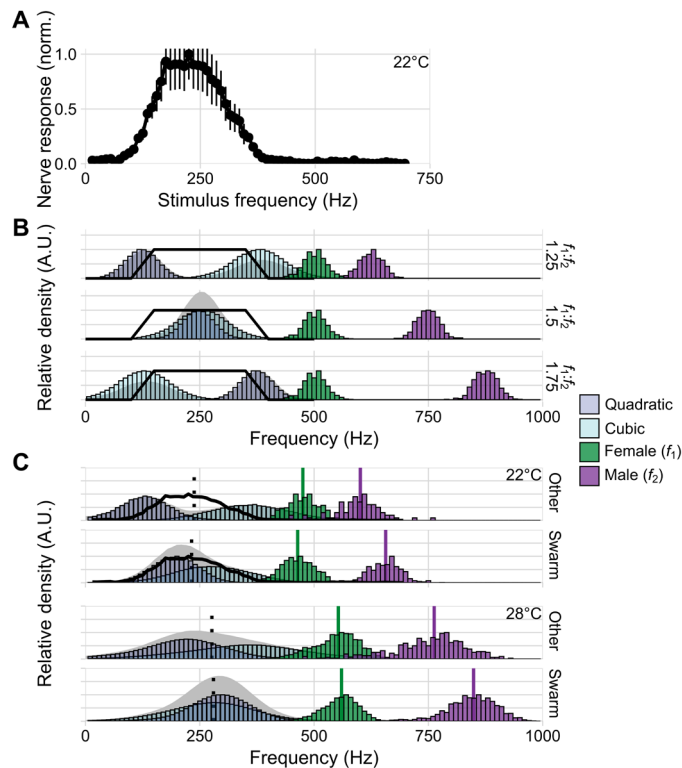 A
Nerve response (norm.)
1.0
0.5
0.0
22°C
0
250
500
750
Stimulus frequency (Hz)
B
Relative density (A.U.)
f1:f2
1.25
f1:f2
1.5
f1:f2
1.75
0
250
500
750
1000
Frequency (Hz)
Quadratic
Cubic
Female (f1)
Male (f2)
C
Relative density (A.U.)
22°C
Other
Swarm
Relative density (A.U.)
28°C
Other
Swarm
0
250
500
750
1000
Frequency (Hz)